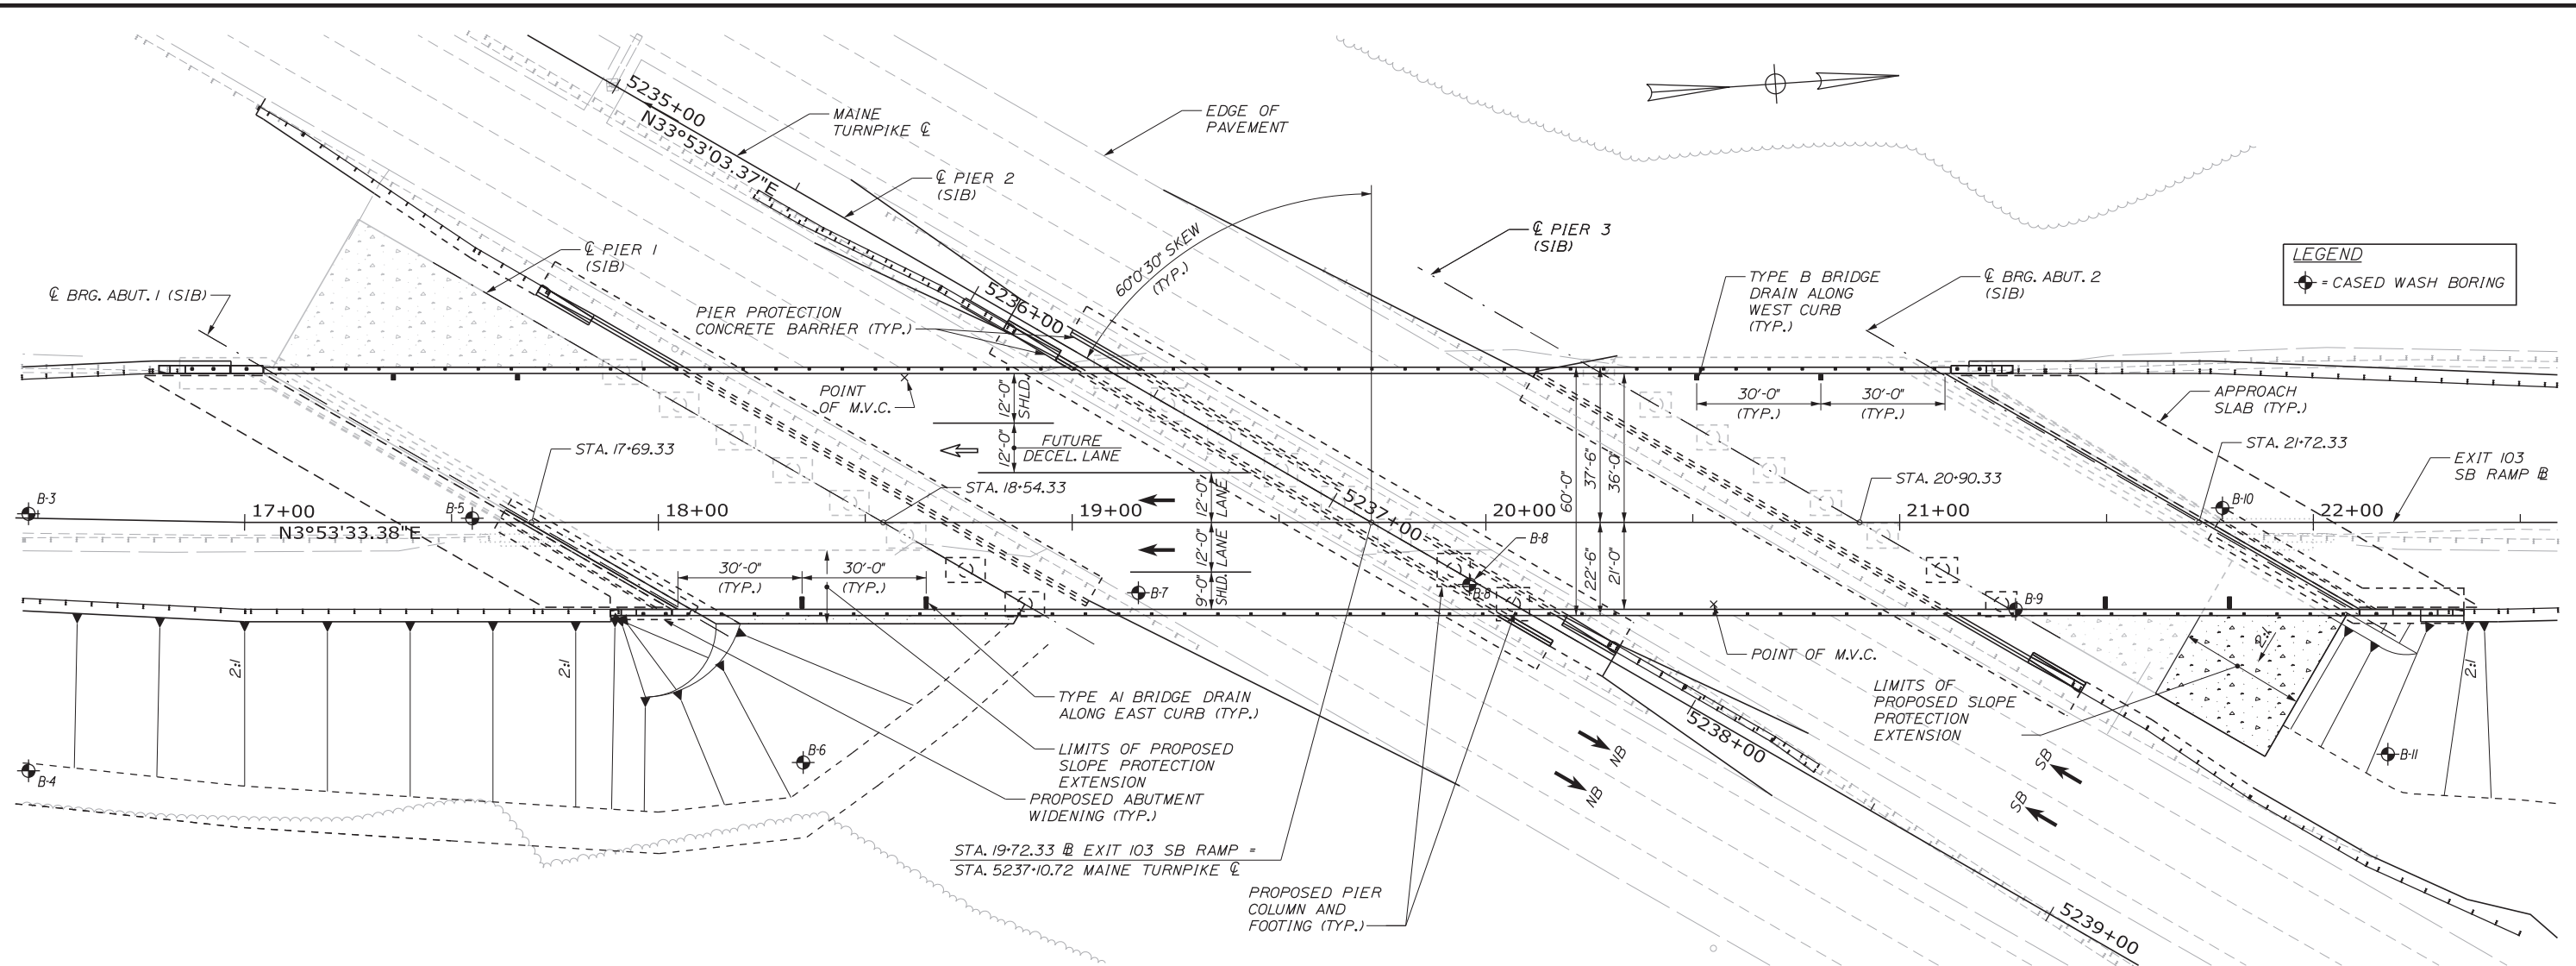 5235+00
N33°53'03.37"E
MAINE
TURNPIKE ℄
EDGE OF
PAVEMENT
℄ PIER 2
(SIB)
℄ PIER 1
(SIB)
60°0'30" SKEW
(TYP.)
℄ PIER 3
(SIB)
LEGEND
= CASED WASH BORING
℄ BRG. ABUT. 1 (SIB)
PIER PROTECTION
CONCRETE BARRIER (TYP.)
5236+00
TYPE B BRIDGE
DRAIN ALONG
WEST CURB
(TYP.)
℄ BRG. ABUT. 2
(SIB)
POINT
OF M.V.C.
12'-0"
SHLD.
12'-0"
FUTURE
DECEL. LANE
30'-0"
(TYP.)
30'-0"
(TYP.)
APPROACH
SLAB (TYP.)
STA. 17+69.33
STA. 18+54.33
STA. 20+90.33
STA. 21+72.33
EXIT 103
SB RAMP B
60'-0"
37'-6"
36'-0"
12'-0"
LANE
B-3
B-5
B-10
17+00
N3°53'33.38"E
18+00
19+00
5237+00
20+00
21+00
22+00
12'-0"
LANE
9'-0"
SHLD.
22'-6"
21'-0"
30'-0"
(TYP.)
30'-0"
(TYP.)
B-7
B-8
B-8
B-9
2:1
2:1
2:1
2:1
POINT OF M.V.C.
LIMITS OF
PROPOSED SLOPE
PROTECTION
EXTENSION
TYPE A1 BRIDGE DRAIN
ALONG EAST CURB (TYP.)
LIMITS OF PROPOSED
SLOPE PROTECTION
EXTENSION
PROPOSED ABUTMENT
WIDENING (TYP.)
5238+00
NB
NB
SB
SB
B-4
B-6
B-11
STA. 19+72.33 B EXIT 103 SB RAMP =
STA. 5237+10.72 MAINE TURNPIKE ℄
PROPOSED PIER
COLUMN AND
FOOTING (TYP.)
5239+00